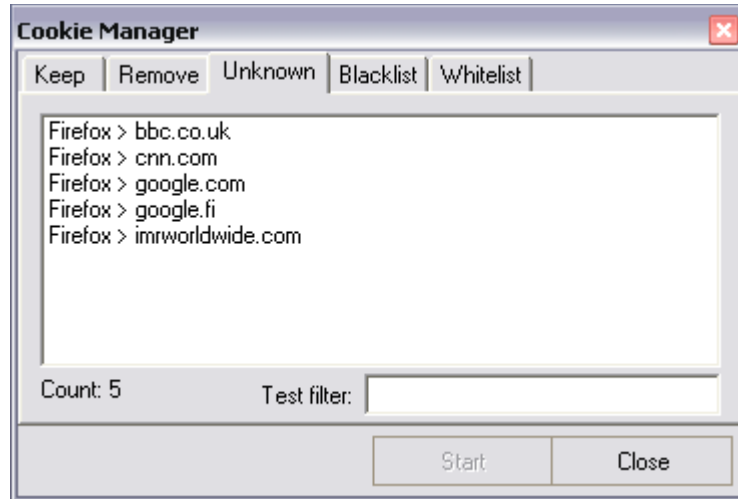 Cookie Manager
Keep Remove Unknown Blacklist Whitelist
Firefox > bbc.co.uk
Firefox > cnn.com
Firefox > google.com
Firefox > google.fi
Firefox > imrworldwide.com
Count: 5 Test filter:
Start Close